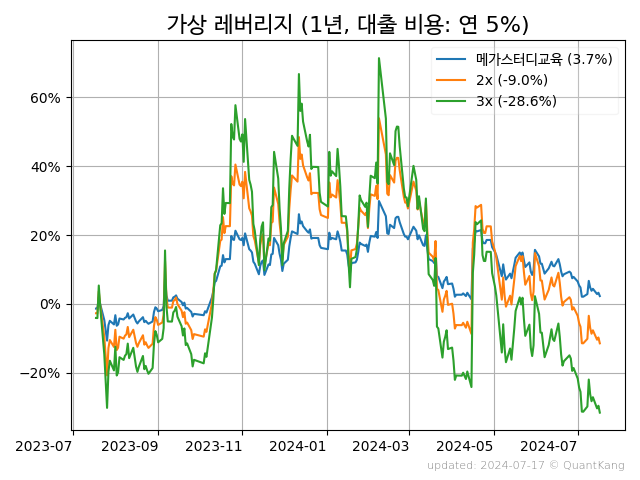 가상 레버리지 (1년, 대출 비용: 연 5%)
메가스터디교육 (3.7%)
2x (-9.0%)
3x (-28.6%)
60%
40%
20%
0%
−20%
2023-07 2023-09 2023-11 2024-01 2024-03 2024-05 2024-07
updated: 2024-07-17 © QuantKang